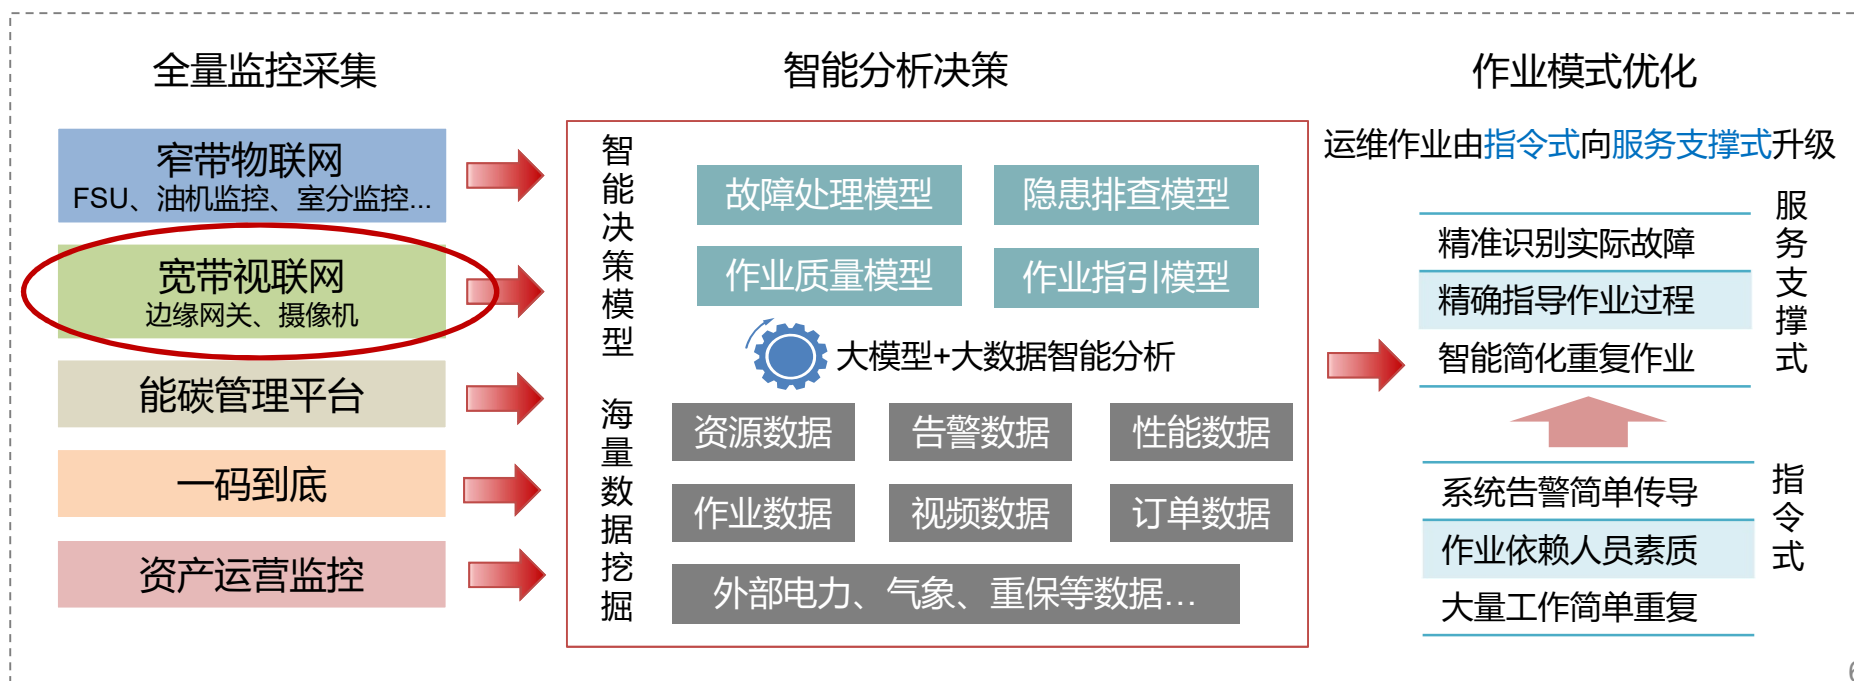 全量监控采集
窄带物联网
FSU、油机监控、室分监控...
宽带视联网
边缘网关、摄像机
能碳管理平台
一码到底
资产运营监控
智能分析决策
智能决策模型
故障处理模型
隐患排查模型
作业质量模型
作业指引模型
大模型+大数据智能分析
海量数据挖掘
资源数据
告警数据
性能数据
作业数据
视频数据
订单数据
外部电力、气象、重保等数据...
作业模式优化
运维作业由指令式向服务支撑式升级
服务支撑式
精准识别实际故障
精确指导作业过程
智能简化重复作业
指令式
系统告警简单传导
作业依赖人员素质
大量工作简单重复
6